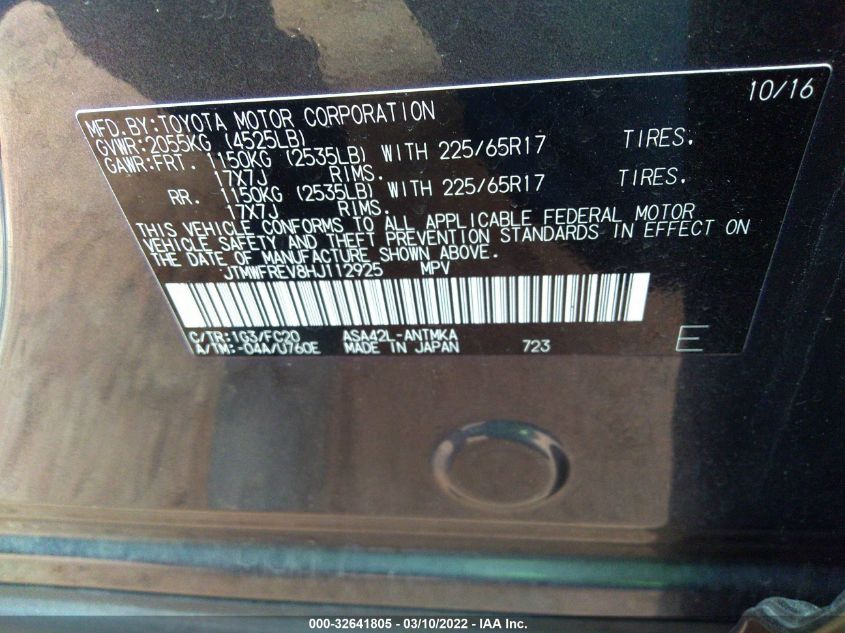 10/16
MFD.BY:TOYOTA MOTOR CORPORATION
GVWR:2055KG (4525LB)
GAWR:FRT. 1150KG (2535LB) WITH 225/65R17 TIRES,
17X7J RIMS.
RR. 1150KG (2535LB) WITH 225/65R17 TIRES,
17X7J RIMS.
THIS VEHICLE CONFORMS TO ALL APPLICABLE FEDERAL MOTOR
VEHICLE SAFETY AND THEFT PREVENTION STANDARDS IN EFFECT ON
THE DATE OF MANUFACTURE SHOWN ABOVE.
JTMWFREV8HJ112925 MPV
C/TR:1G3/FC20 ASA42L-ANTMKA
A/TM:-04A/U760E MADE IN JAPAN 723 E
000-32641805 - 03/10/2022 - IAA Inc.